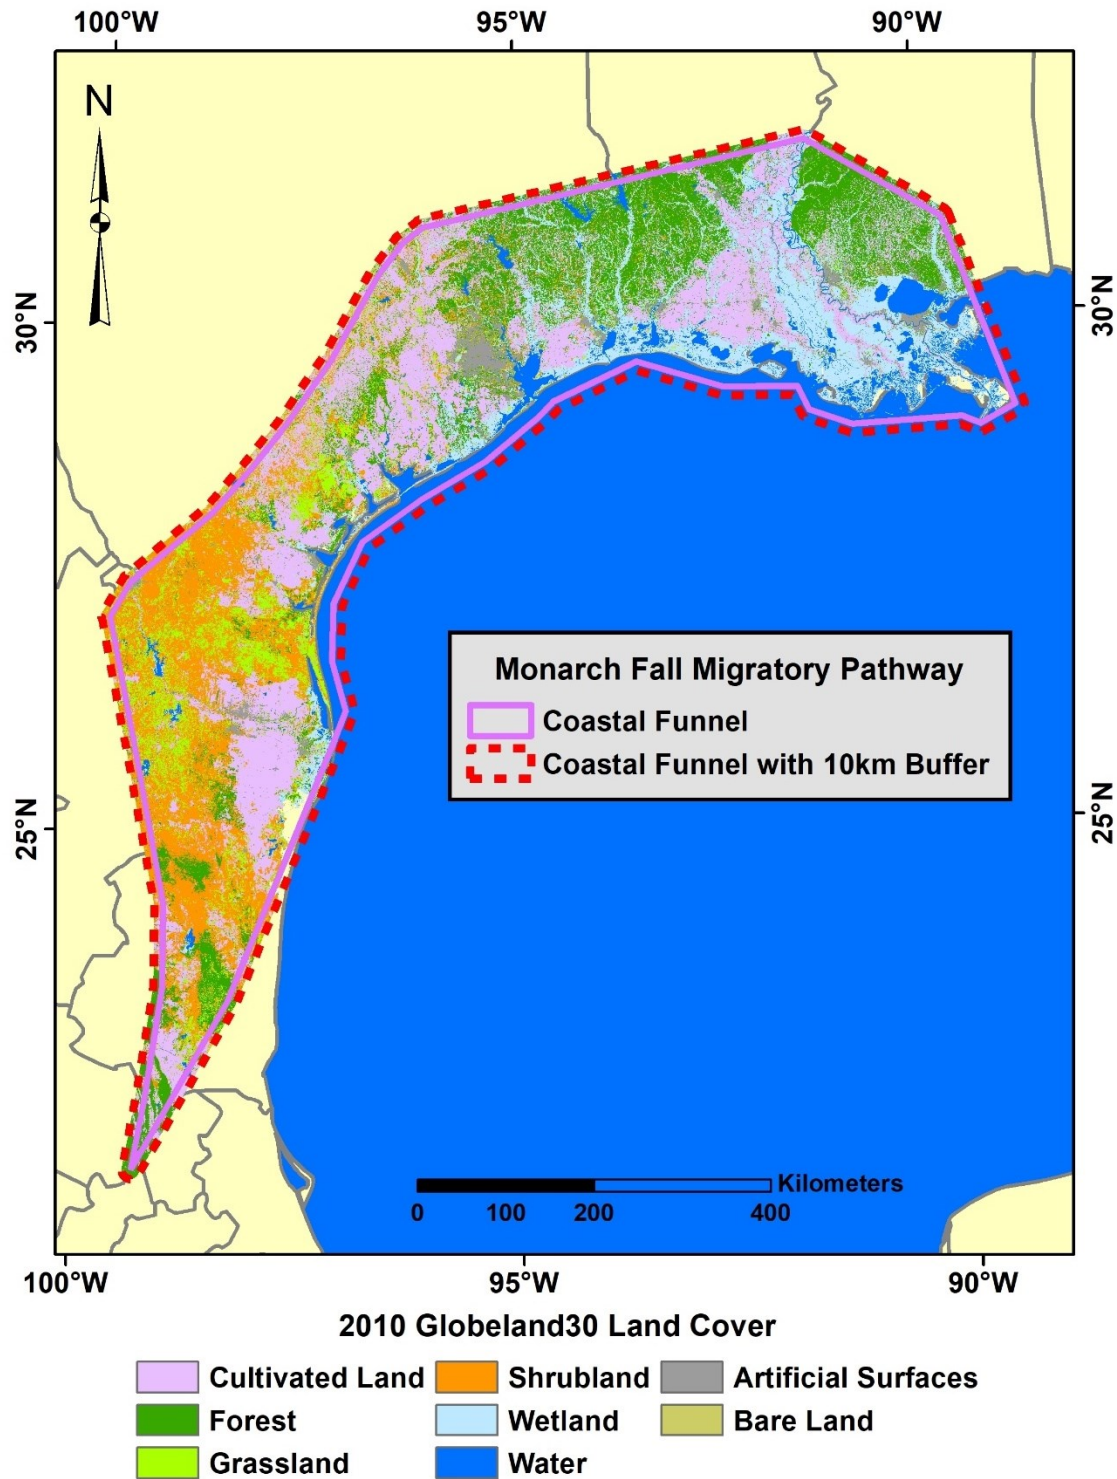 100°W 95°W 90°W
N
30°N 30°N
Monarch Fall Migratory Pathway
Coastal Funnel
Coastal Funnel with 10km Buffer
25°N 25°N
Kilometers
0 100 200 400
100°W 95°W 90°W
2010 Globeland30 Land Cover
Cultivated Land Shrubland Artificial Surfaces
Forest Wetland Bare Land
Grassland Water